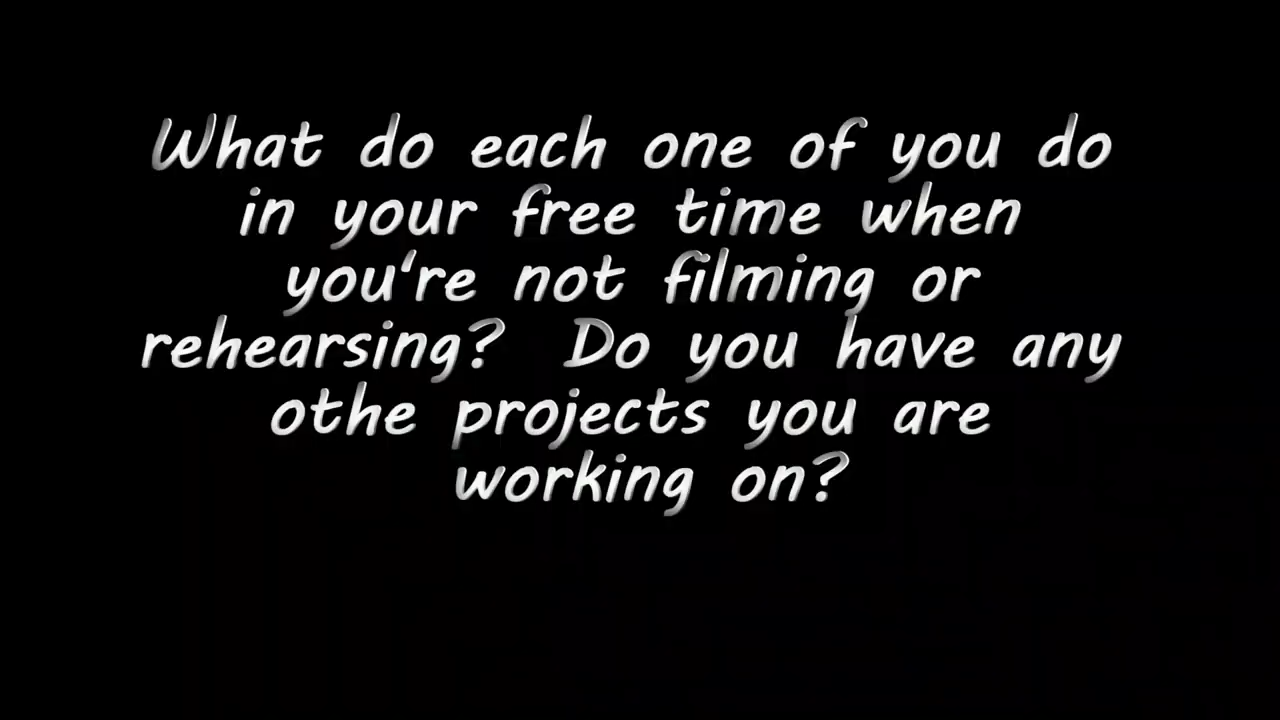 What do each one of you do
in your free time when
you're not filming or
rehearsing? Do you have any
othe projects you are
working on?